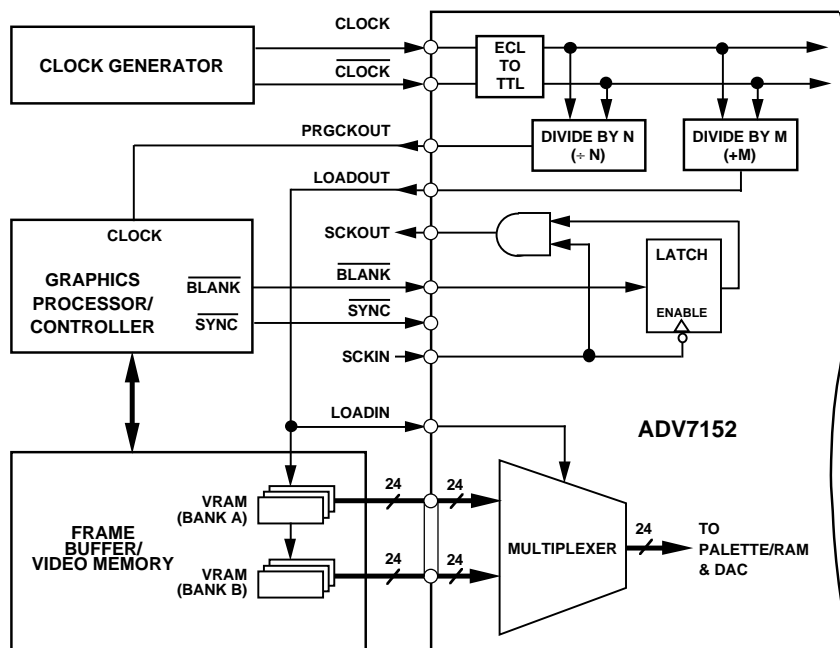 CLOCK
CLOCK GENERATOR
CLOCK
ECL
TO
TTL
PRGCKOUT
DIVIDE BY N
(÷ N)
DIVIDE BY M
(+M)
LOADOUT
CLOCK
SCKOUT
GRAPHICS
PROCESSOR/
CONTROLLER
BLANK
SYNC
BLANK
SYNC
LATCH
ENABLE
SCKIN
LOADIN
ADV7152
FRAME
BUFFER/
VIDEO MEMORY
VRAM
(BANK A)
24
24
VRAM
(BANK B)
24
24
MULTIPLEXER
24
TO
PALETTE/RAM
& DAC